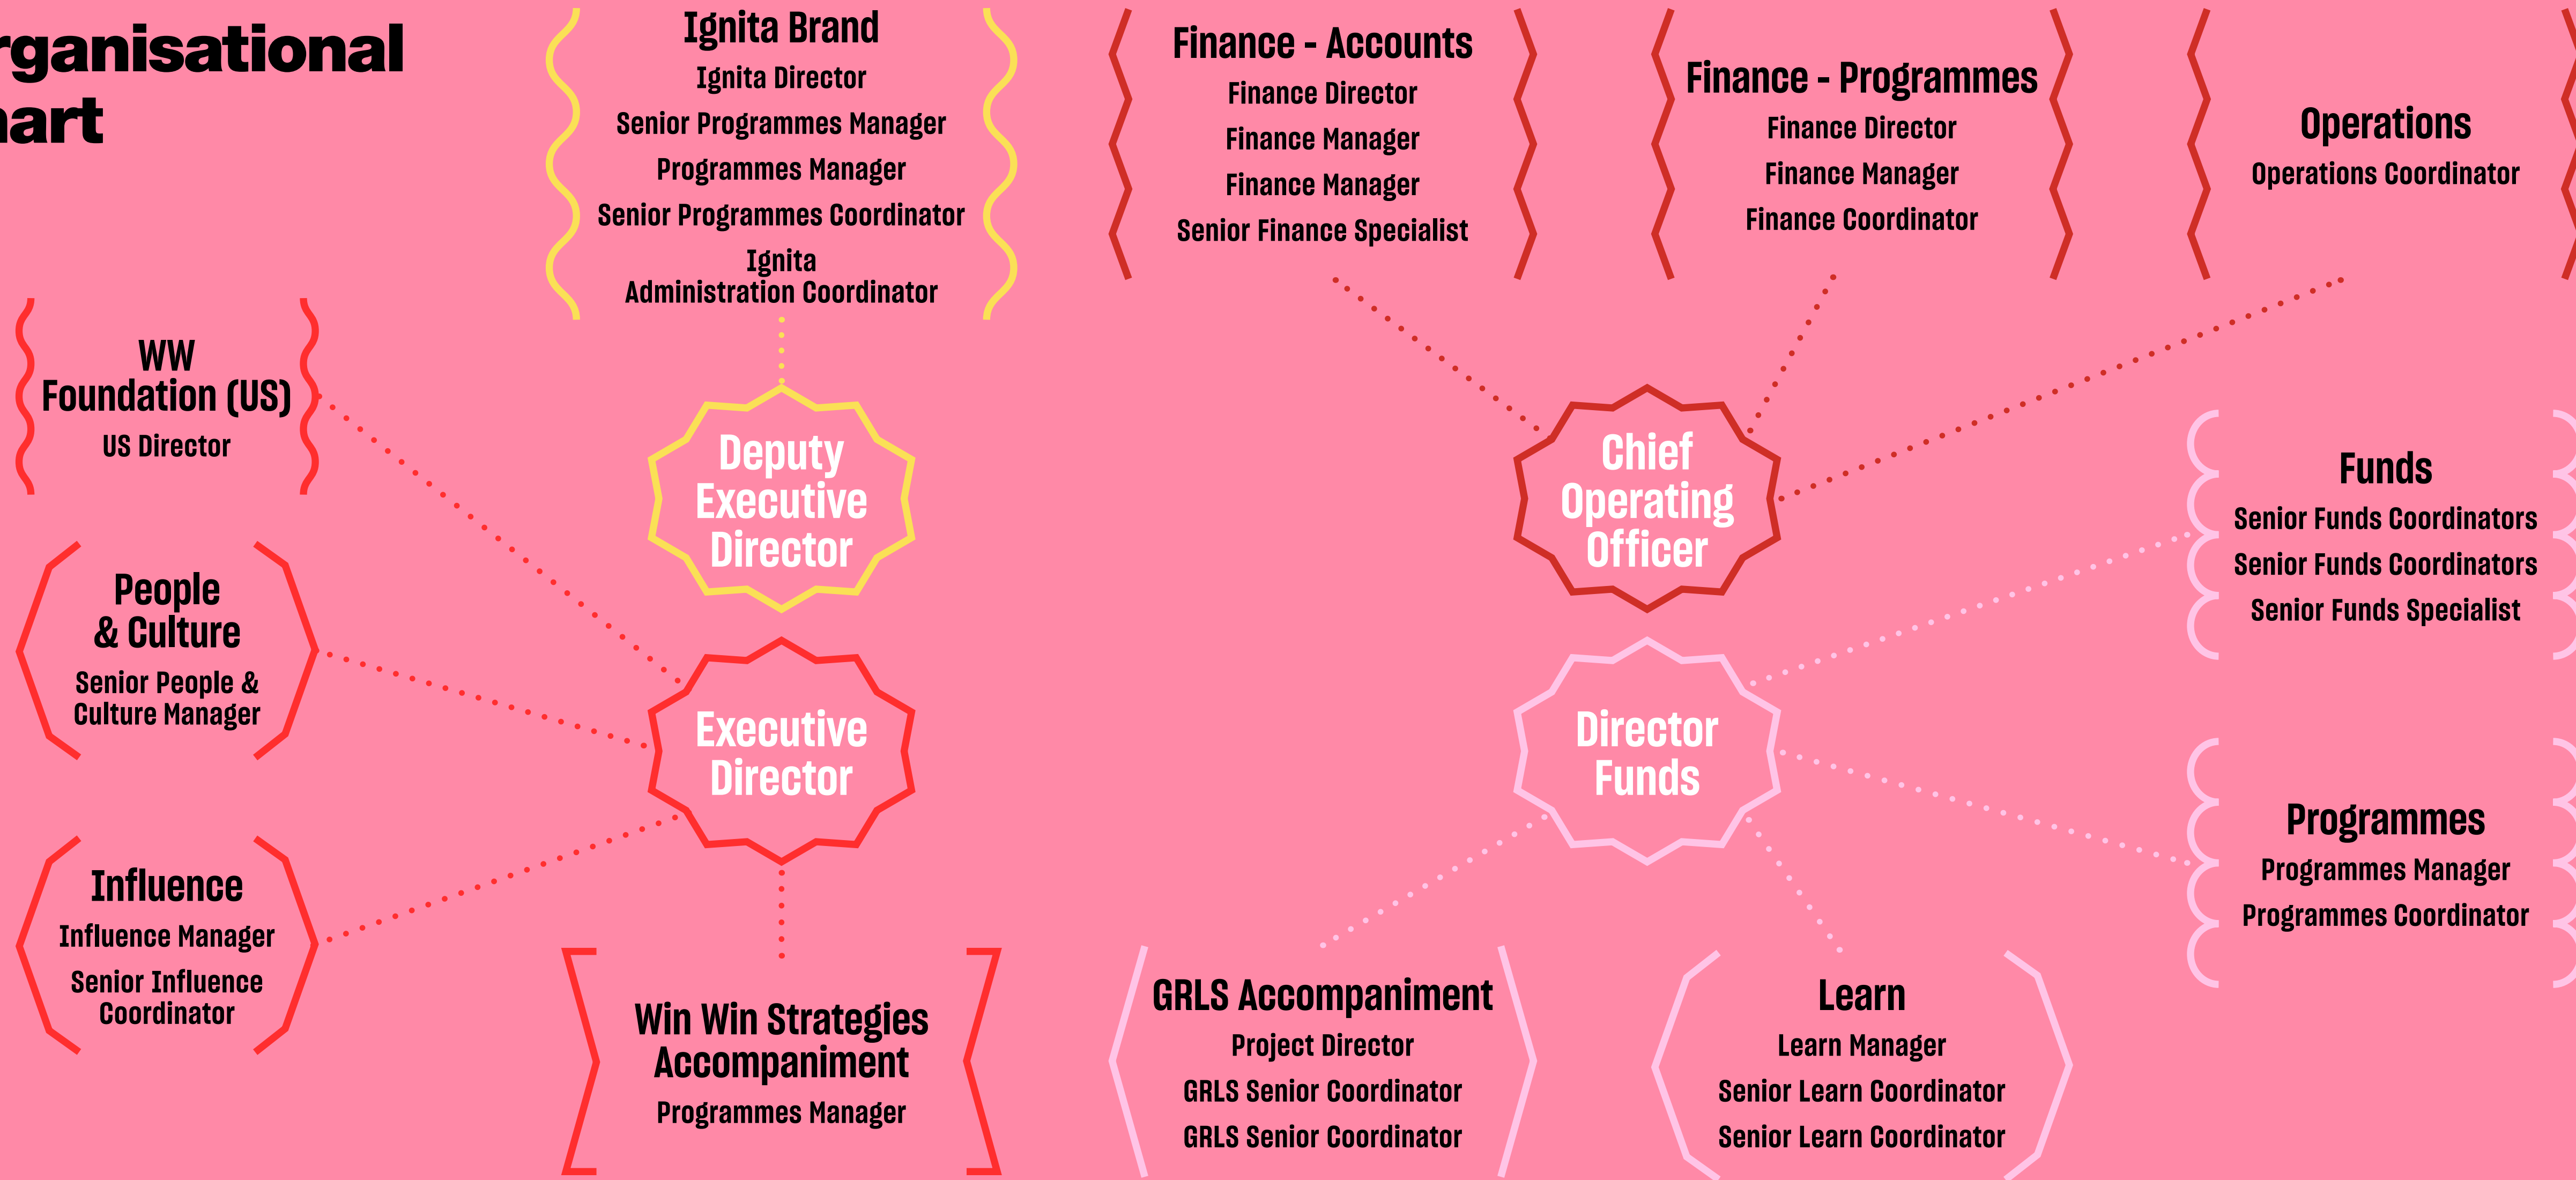 rganisational
art
Ignita Brand
Ignita Director
Senior Programmes Manager
Programmes Manager
Senior Programmes Coordinator
Ignita
Administration Coordinator
Finance - Accounts
Finance Director
Finance Manager
Finance Manager
Senior Finance Specialist
Finance - Programmes
Finance Director
Finance Manager
Finance Coordinator
Operations
Operations Coordinator
WW
Foundation (US)
US Director
Deputy
Executive
Director
Chief
Operating
Officer
Funds
Senior Funds Coordinators
Senior Funds Coordinators
Senior Funds Specialist
People
& Culture
Senior People &
Culture Manager
Executive
Director
Director
Funds
Programmes
Programmes Manager
Programmes Coordinator
Influence
Influence Manager
Senior Influence
Coordinator
Win Win Strategies
Accompaniment
Programmes Manager
GRLS Accompaniment
Project Director
GRLS Senior Coordinator
GRLS Senior Coordinator
Learn
Learn Manager
Senior Learn Coordinator
Senior Learn Coordinator